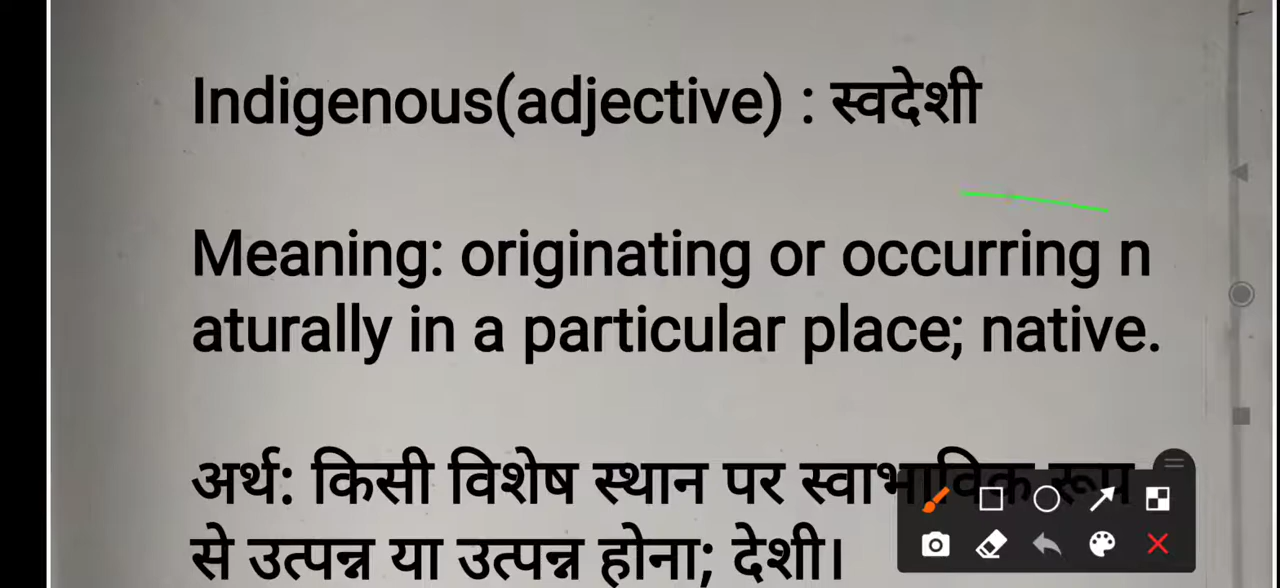 Indigenous(adjective) : स्वदेशी
Meaning: originating or occurring n
aturally in a particular place; native.
अर्थ: किसी विशेष स्थान पर स्वाभाविक रूप
से उत्पन्न या उत्पन्न होना; देशी।